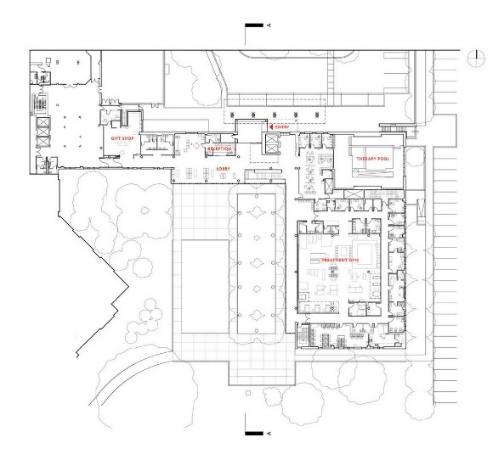 A
ENTRY
GIFT SHOP
RECEPTION
THERAPY POOL
LOBBY
TREATMENT GYM
A